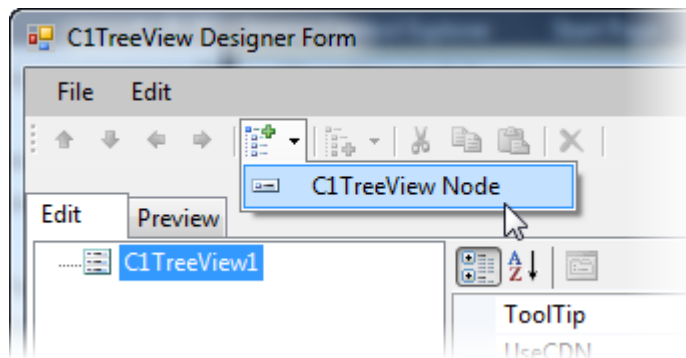 C1TreeView Designer Form
File Edit
C1TreeView Node
Edit Preview
C1TreeView1
A
Z
ToolTip
UseCDN